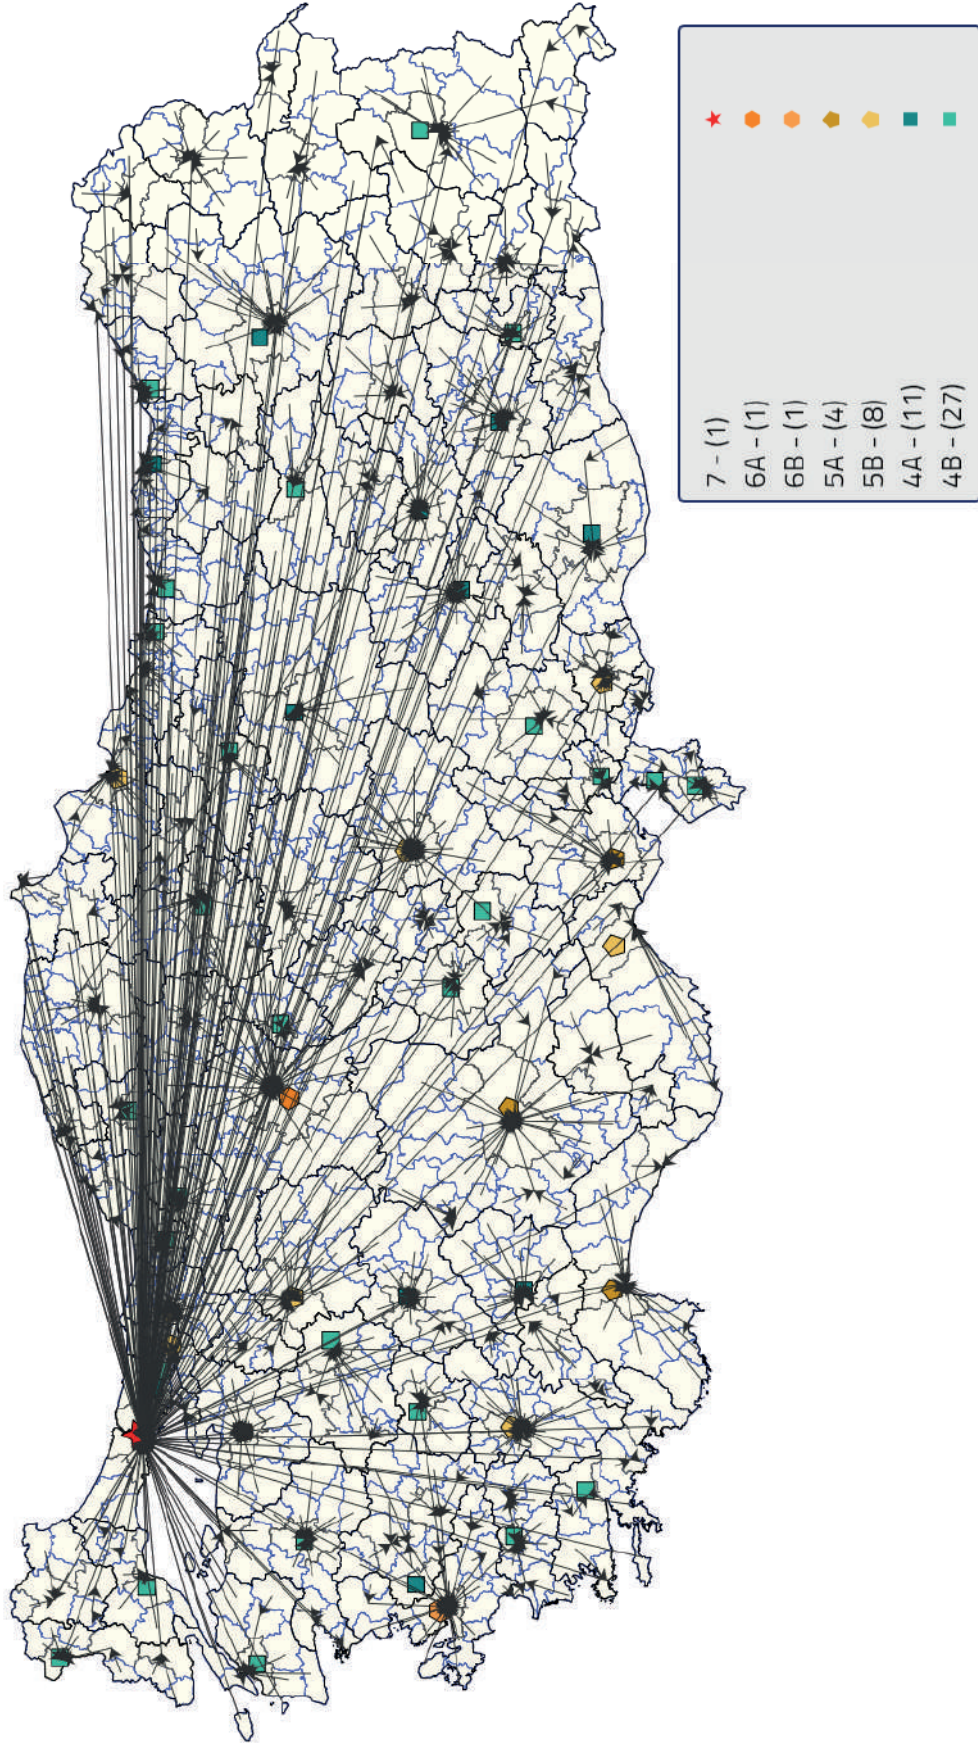 7 - (1)
6A - (1)
6B - (1)
5A - (4)
5B - (8)
4A - (11)
4B - (27)